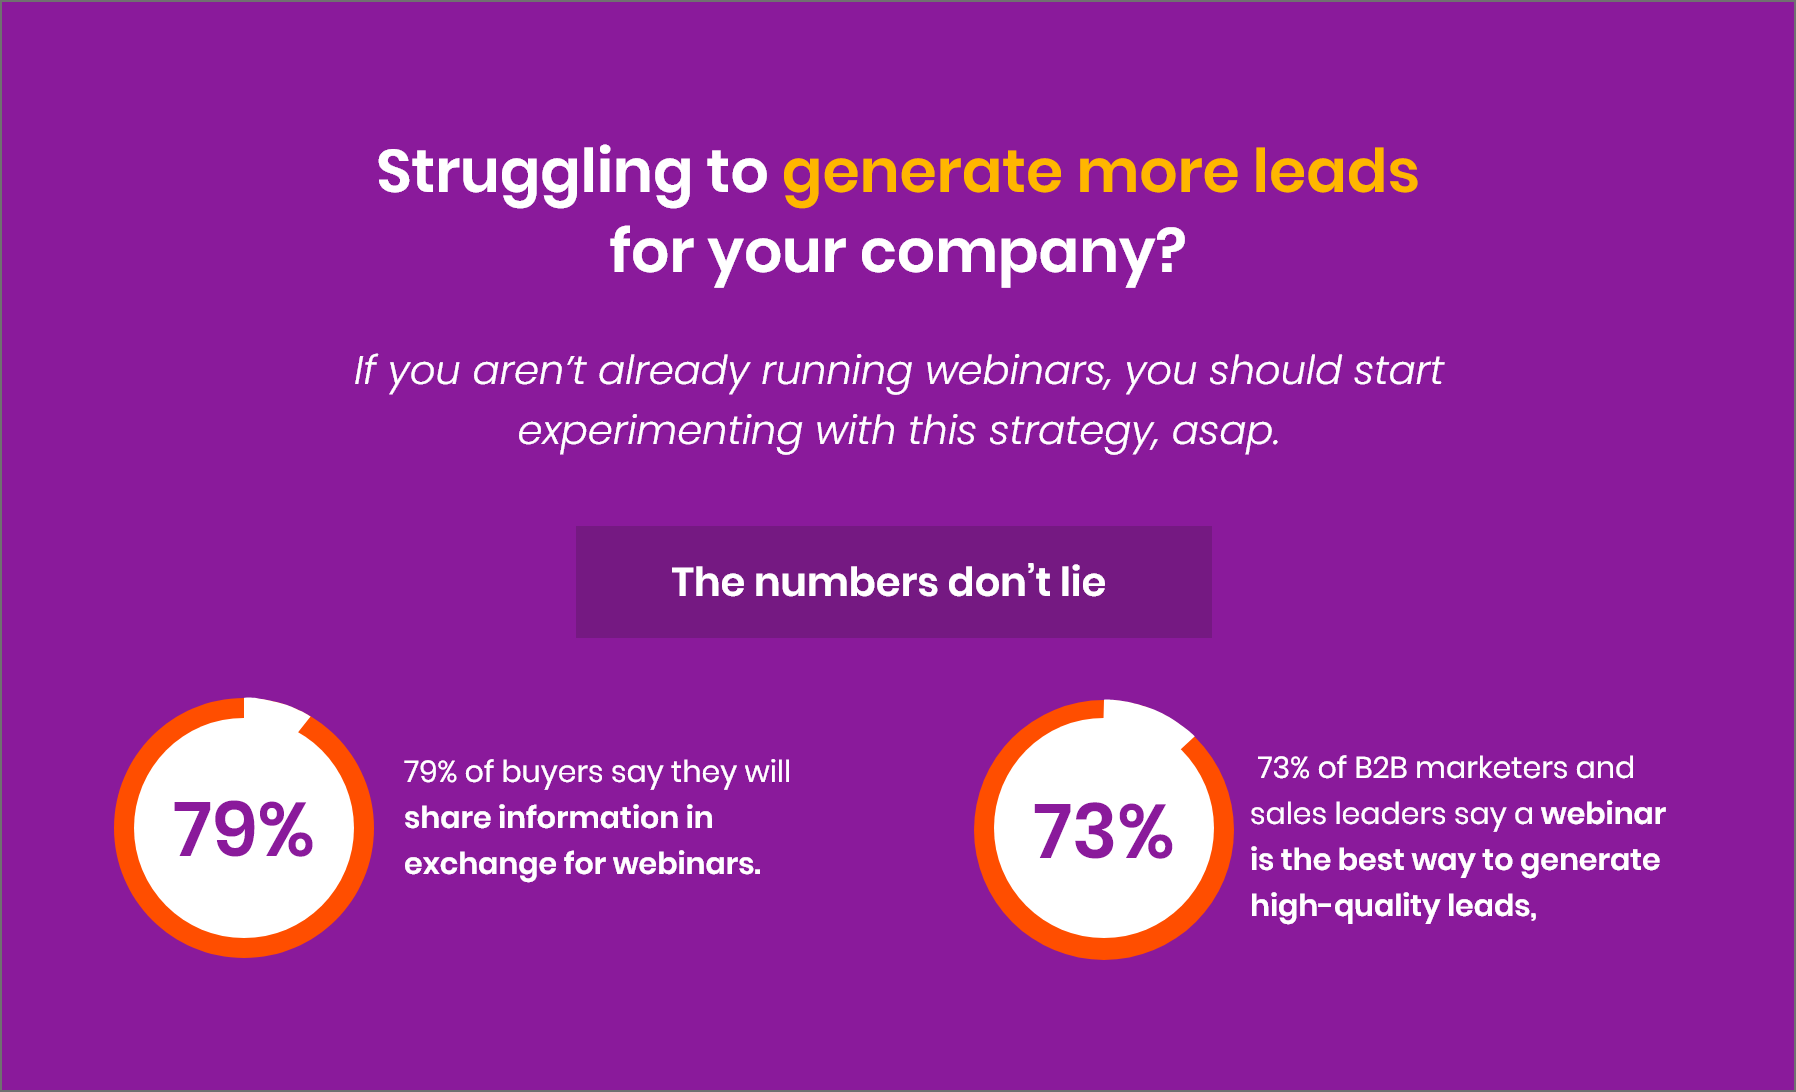 Struggling to generate more leads
for your company?
If you aren’t already running webinars, you should start
experimenting with this strategy, asap.
The numbers don’t lie
79%
79% of buyers say they will
share information in
exchange for webinars.
73%
73% of B2B marketers and
sales leaders say a webinar
is the best way to generate
high-quality leads,